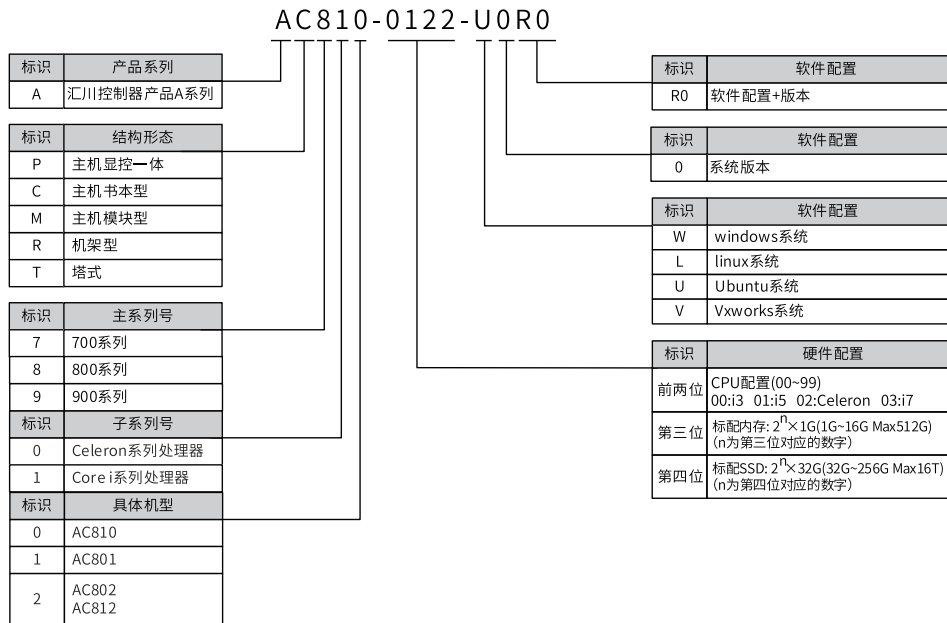 AC810-0122-U0R0
标识 产品系列
A 汇川控制器产品A系列
标识 结构形态
P 主机显控一体
C 主机书本型
M 主机模块型
R 机架型
T 塔式
标识 主系列号
7 700系列
8 800系列
9 900系列
标识 子系列号
0 Celeron系列处理器
1 Core i系列处理器
标识 具体机型
0 AC810
1 AC801
2 AC802
AC812
标识 软件配置
R0 软件配置+版本
标识 软件配置
0 系统版本
标识 软件配置
W windows系统
L linux系统
U Ubuntu系统
V Vxworks系统
标识 硬件配置
前两位 CPU配置(00~99)
00:i3 01:i5 02:Celeron 03:i7
第三位 标配内存: 2ⁿ×1G(1G~16G Max512G)
(n为第三位对应的数字)
第四位 标配SSD: 2ⁿ×32G(32G~256G Max16T)
(n为第四位对应的数字)